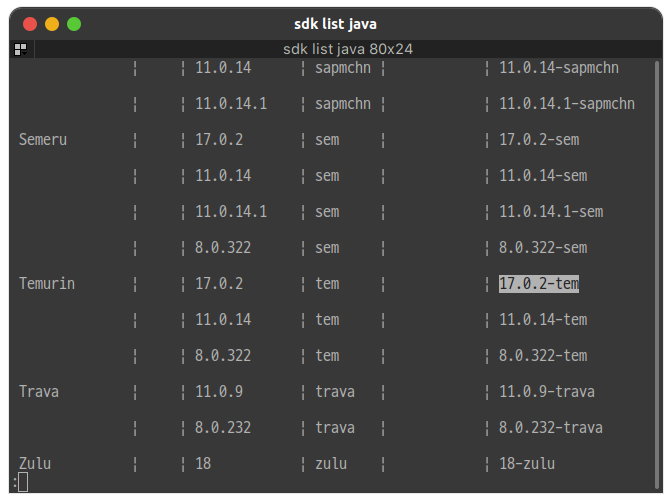 sdk list java
sdk list java 80x24
¦ ¦ 11.0.14 ¦ sapmchn ¦ ¦ 11.0.14-sapmchn
¦ ¦ 11.0.14.1 ¦ sapmchn ¦ ¦ 11.0.14.1-sapmchn
Semeru ¦ ¦ 17.0.2 ¦ sem ¦ ¦ 17.0.2-sem
¦ ¦ 11.0.14 ¦ sem ¦ ¦ 11.0.14-sem
¦ ¦ 11.0.14.1 ¦ sem ¦ ¦ 11.0.14.1-sem
¦ ¦ 8.0.322 ¦ sem ¦ ¦ 8.0.322-sem
Temurin ¦ ¦ 17.0.2 ¦ tem ¦ ¦ 17.0.2-tem
¦ ¦ 11.0.14 ¦ tem ¦ ¦ 11.0.14-tem
¦ ¦ 8.0.322 ¦ tem ¦ ¦ 8.0.322-tem
Trava ¦ ¦ 11.0.9 ¦ trava ¦ ¦ 11.0.9-trava
¦ ¦ 8.0.232 ¦ trava ¦ ¦ 8.0.232-trava
Zulu ¦ ¦ 18 ¦ zulu ¦ ¦ 18-zulu
: